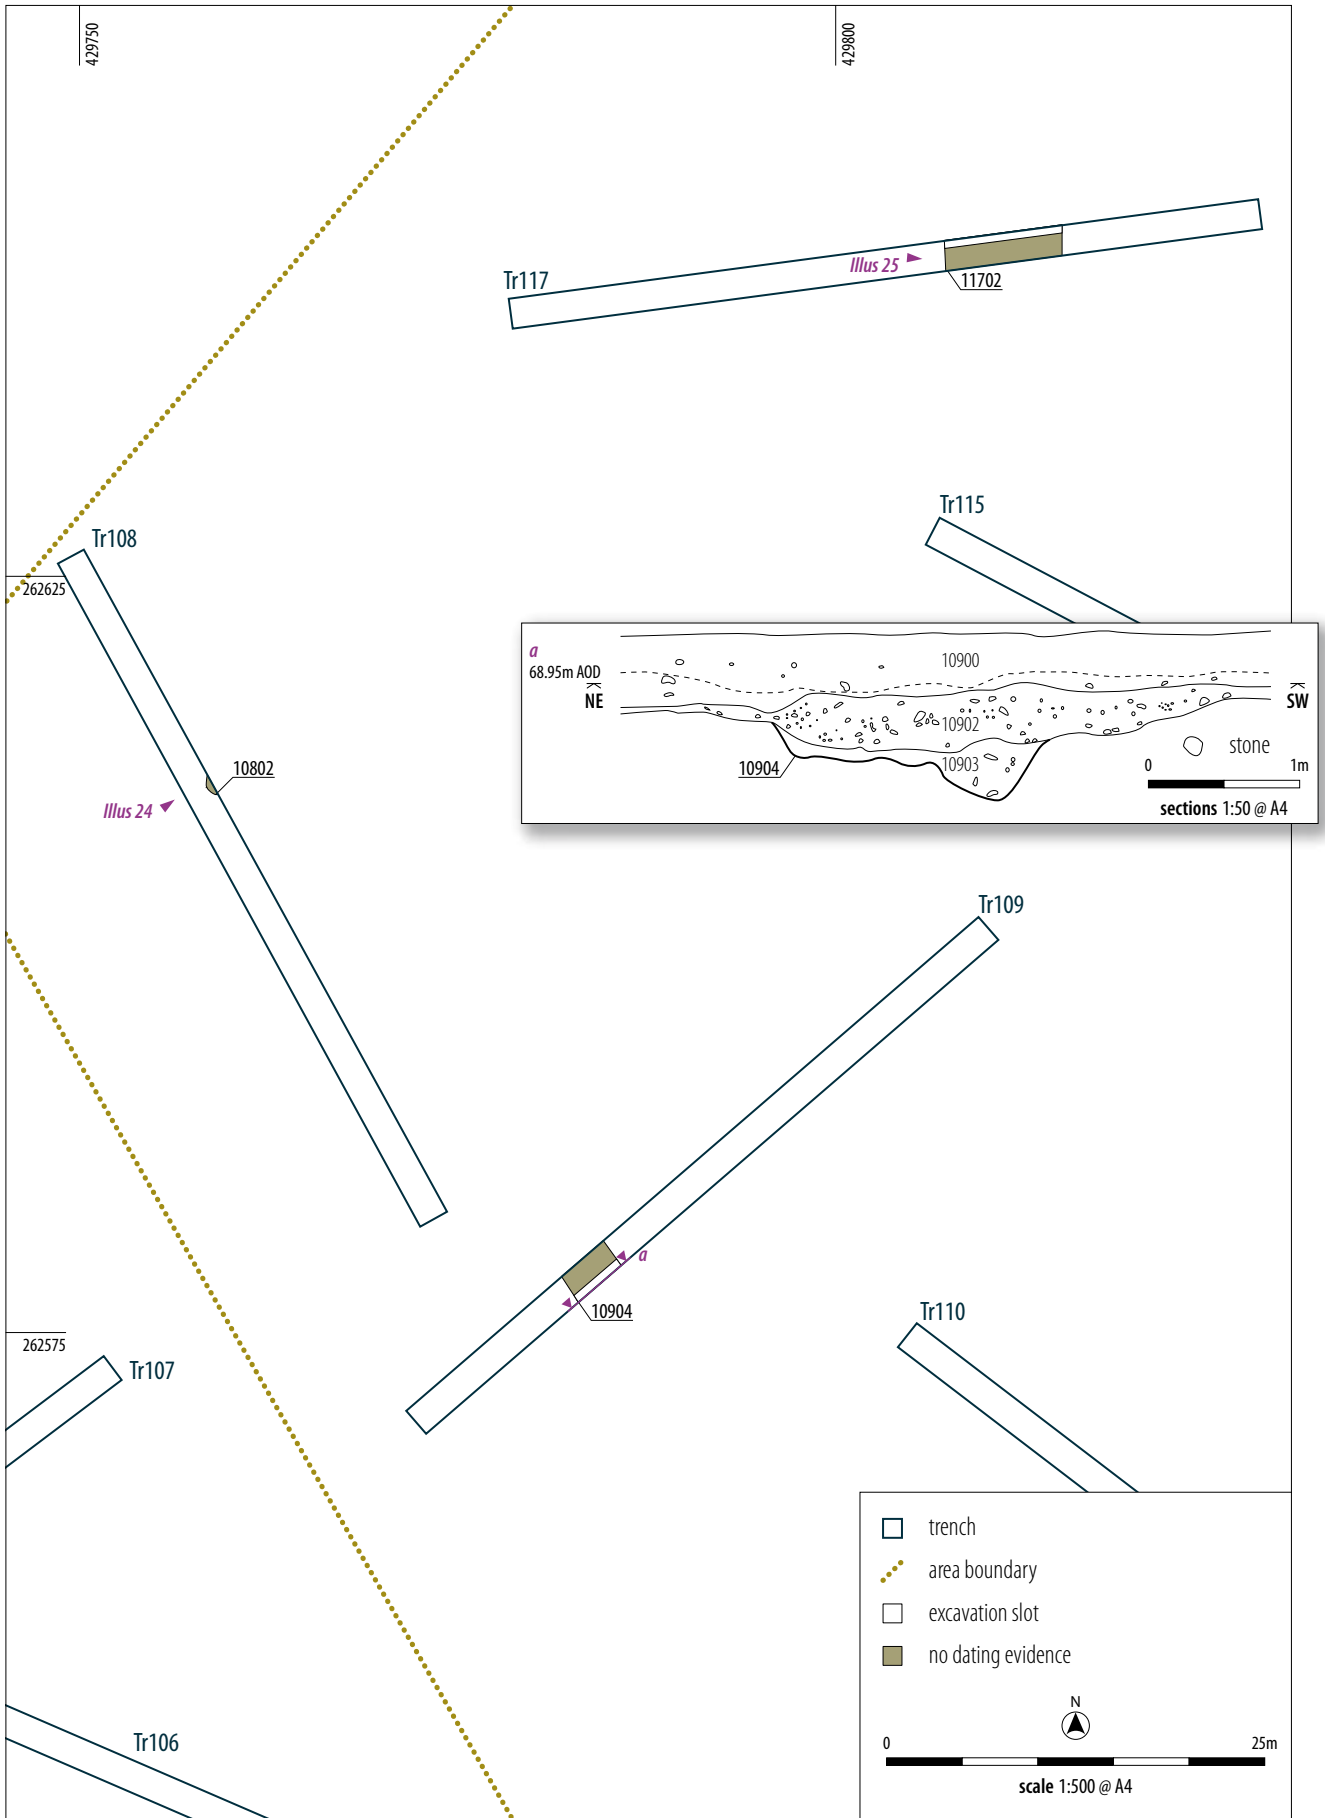 429750
429800
Tr117
Illus 25
11702
Tr115
Tr108
262625
a
68.95m AOD
NE
10900
SW
10902
stone
10904
10903
0 1m
sections 1:50 @ A4
10802
Illus 24
Tr109
a
10904
Tr110
262575
Tr107
trench
area boundary
excavation slot
no dating evidence
N
Tr106
0 25m
scale 1:500 @ A4